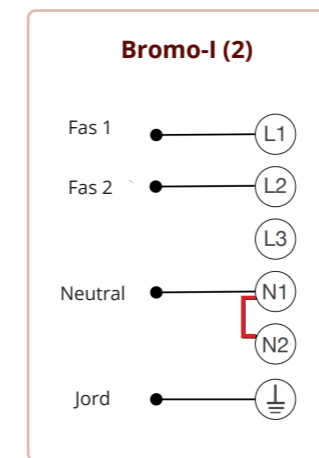 Bromo-I (2)
Fas 1 L1
Fas 2 L2
L3
Neutral N1
N2
Jord